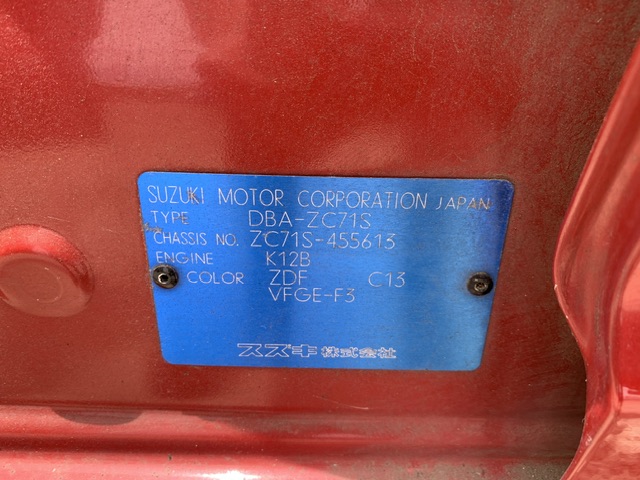 SUZUKI MOTOR CORPORATION JAPAN
TYPE DBA-ZC71S
CHASSIS NO. ZC71S-455613
ENGINE K12B
COLOR ZDF C13
VFGE-F3
スズキ株式会社